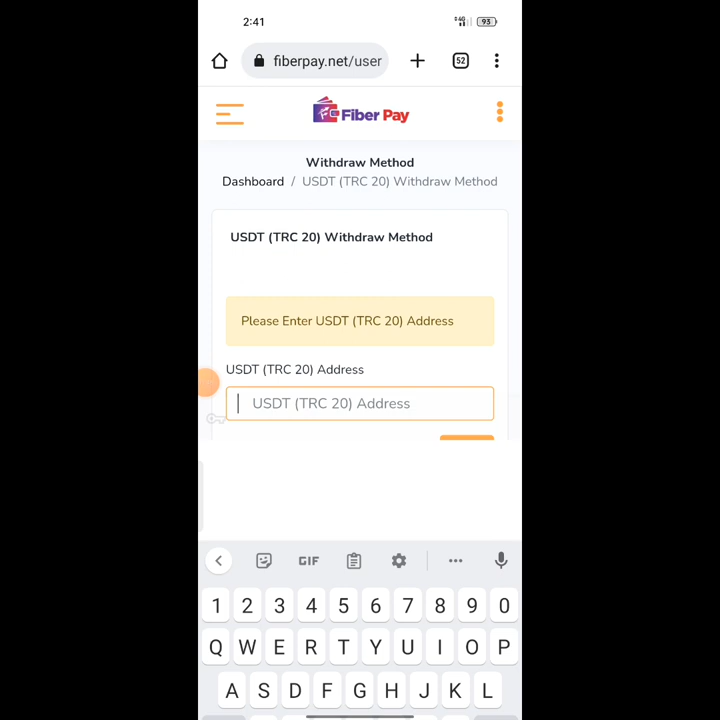 2:41
4G 93
fiberpay.net/user
52
Fiber Pay
Withdraw Method
Dashboard / USDT (TRC 20) Withdraw Method
USDT (TRC 20) Withdraw Method
Please Enter USDT (TRC 20) Address
USDT (TRC 20) Address
USDT (TRC 20) Address
GIF
1 2 3 4 5 6 7 8 9 0
Q W E R T Y U I O P
A S D F G H J K L